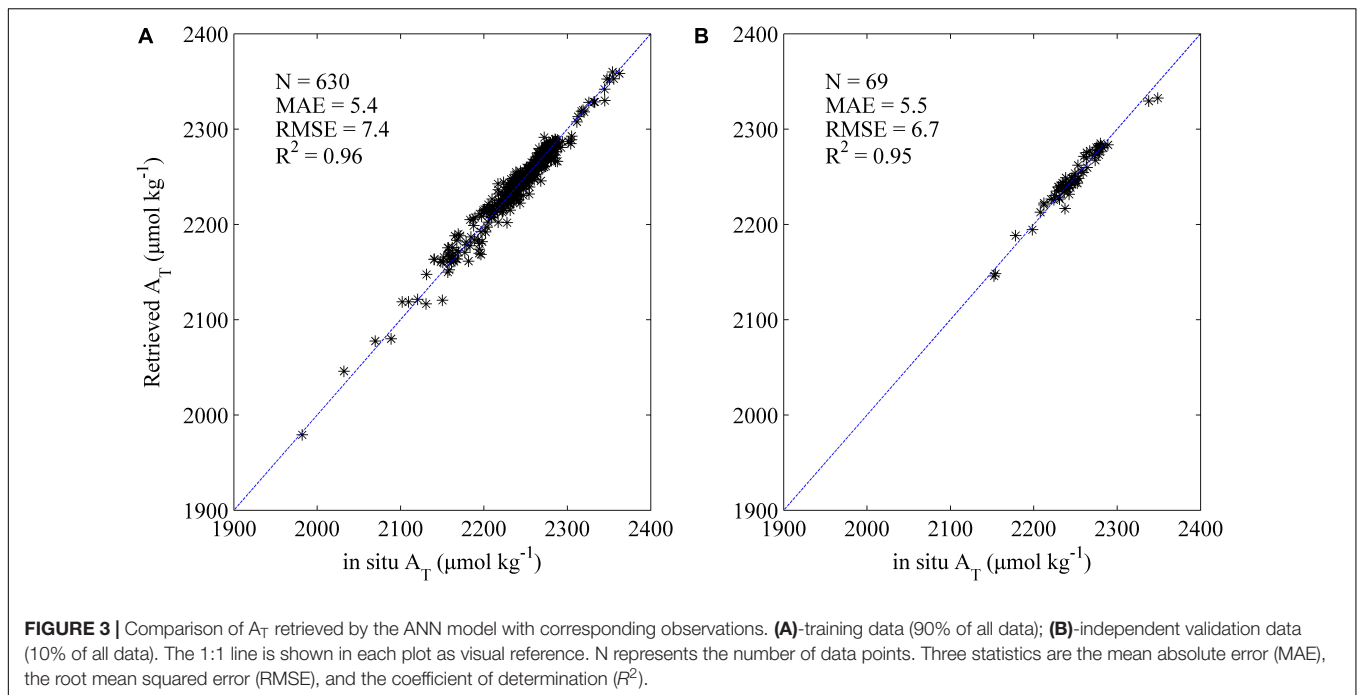 A
2400
2300
2200
2100
2000
1900
Retrieved A_T (μmol kg⁻¹)
N = 630
MAE = 5.4
RMSE = 7.4
R² = 0.96
1900 2000 2100 2200 2300 2400
in situ A_T (μmol kg⁻¹)
B
2400
2300
2200
2100
2000
1900
N = 69
MAE = 5.5
RMSE = 6.7
R² = 0.95
1900 2000 2100 2200 2300 2400
in situ A_T (μmol kg⁻¹)
FIGURE 3 | Comparison of A_T retrieved by the ANN model with corresponding observations. (A)-training data (90% of all data); (B)-independent validation data
(10% of all data). The 1:1 line is shown in each plot as visual reference. N represents the number of data points. Three statistics are the mean absolute error (MAE),
the root mean squared error (RMSE), and the coefficient of determination (R²).